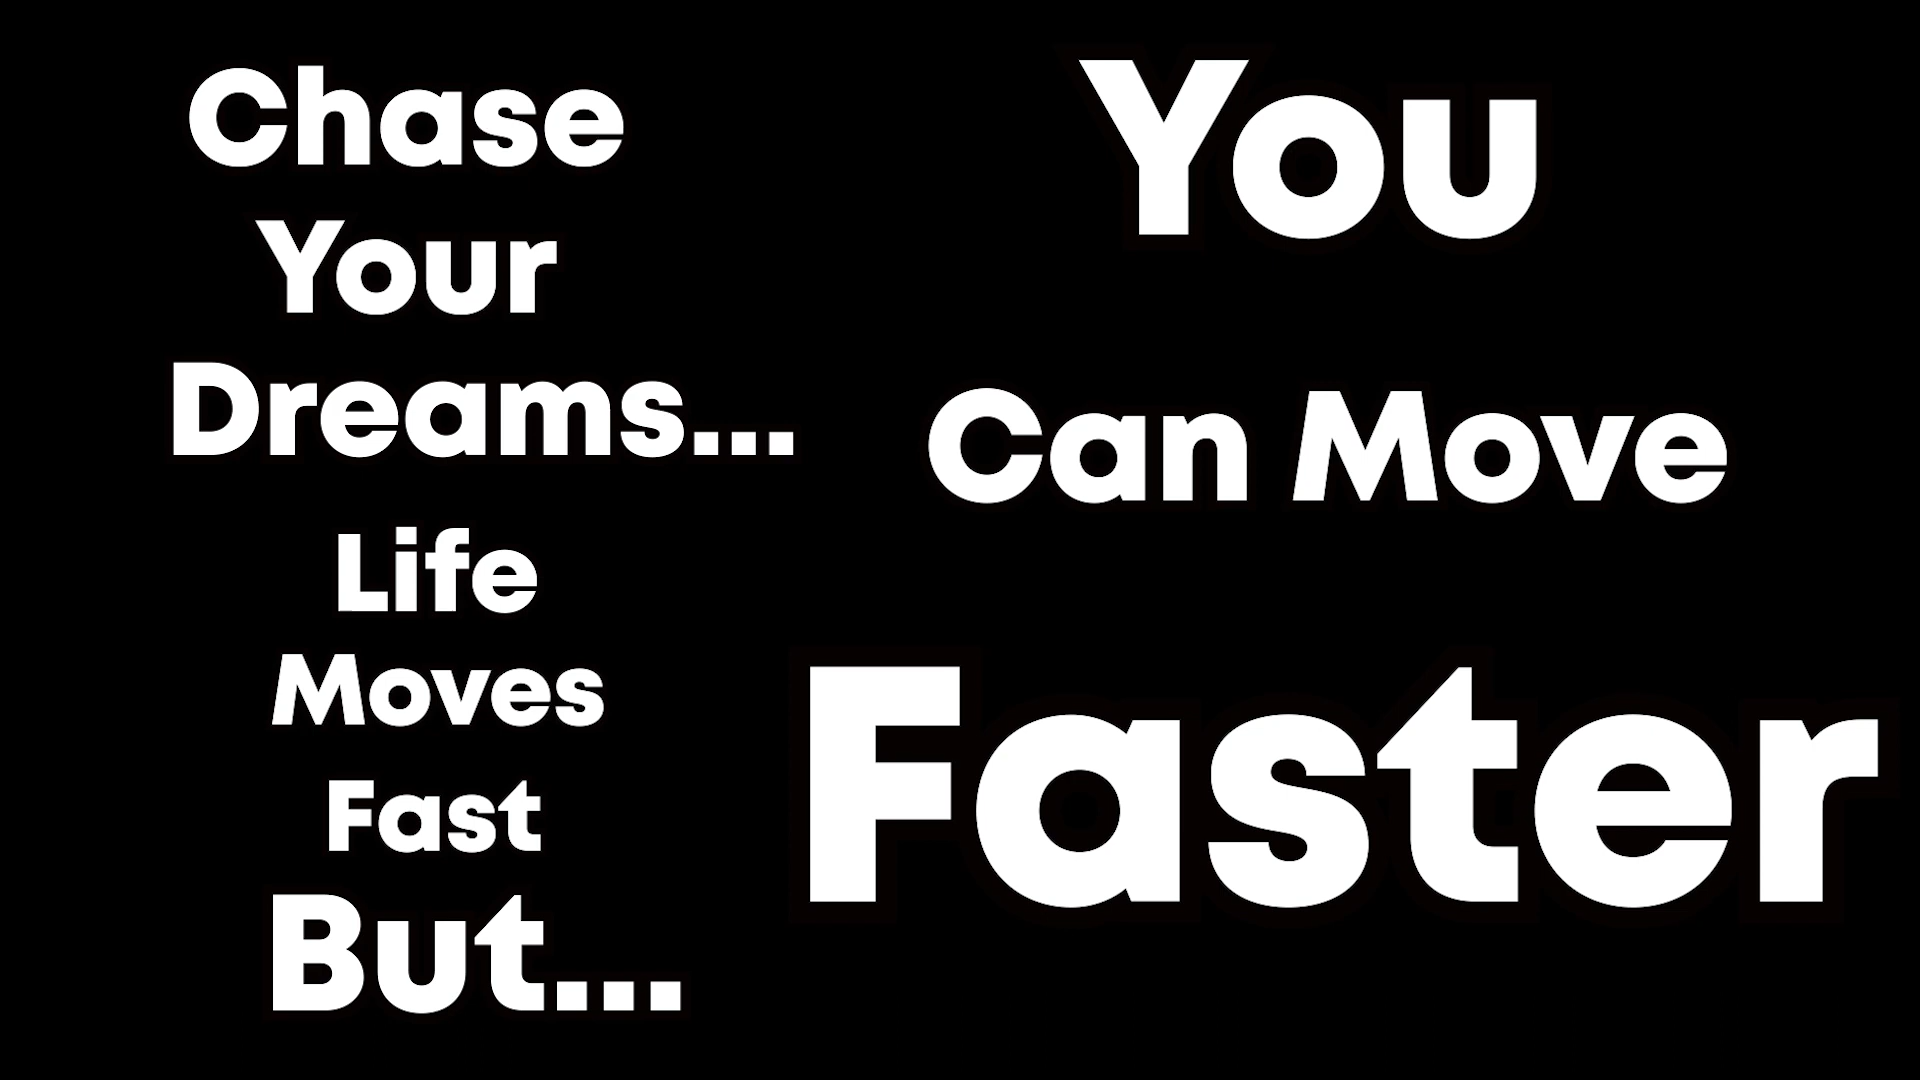 Chase
Your
Dreams...
Life
Moves
Fast
But...
You
Can Move
Faster